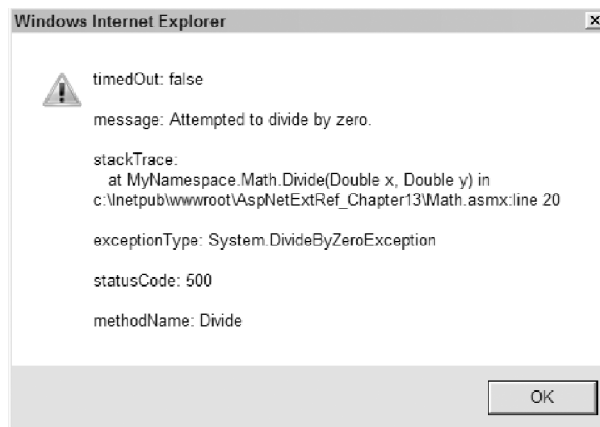 Windows Internet Explorer
timedOut: false
message: Attempted to divide by zero.
stackTrace:
at MyNamespace.Math.Divide(Double x, Double y) in
c:\Inetpub\wwwroot\AspNetExtRef_Chapter13\Math.asmx:line 20
exceptionType: System.DivideByZeroException
statusCode: 500
methodName: Divide
OK